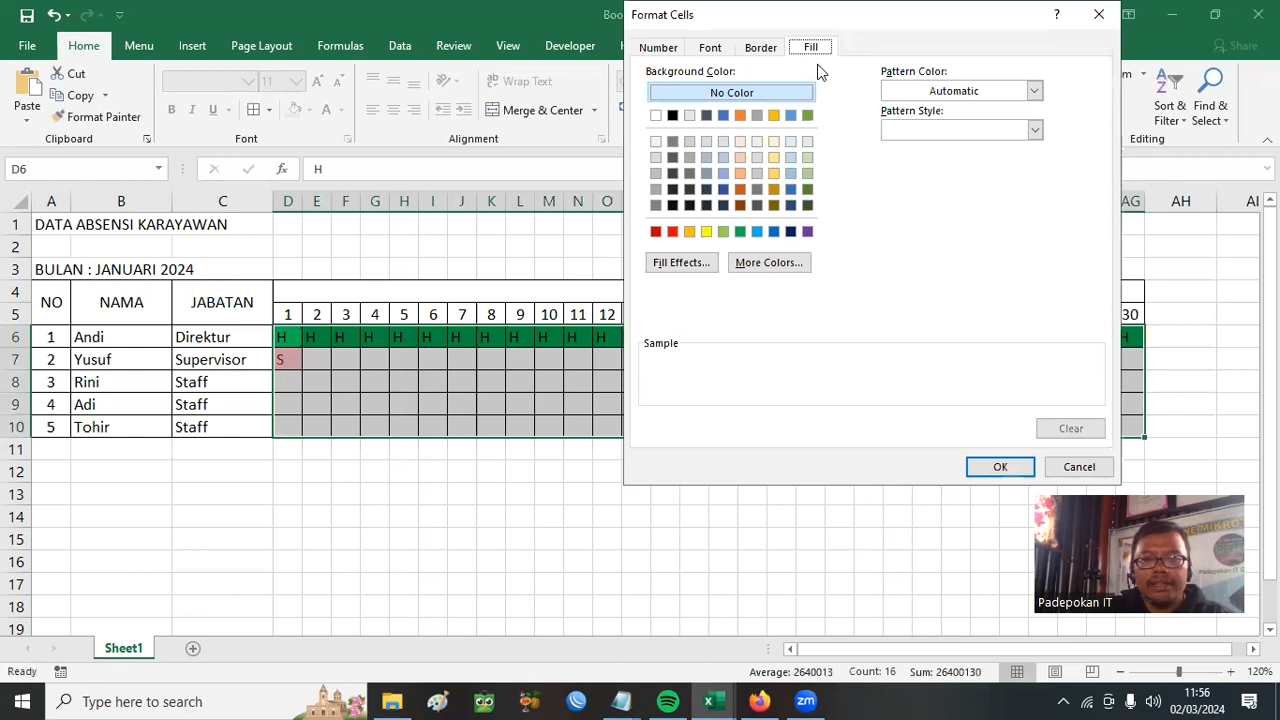 Boo
File
Home
Menu
Insert
Page Layout
Formulas
Data
Review
View
Developer
Share
Paste
Cut
Copy
Format Painter
Clipboard
11
B
I
U
Font
Wrap Text
Merge & Center
Alignment
Sort &
Filter
Find &
Select
Editing
D6
fx
H
Format Cells
?
Number
Font
Border
Fill
Background Color:
No Color
Fill Effects...
More Colors...
Pattern Color:
Automatic
Pattern Style:
Sample
Clear
OK
Cancel
A B C D E F G H I J K L M N O AG AH AI
1 DATA ABSENSI KARAYAWAN
2
3 BULAN : JANUARI 2024
4 NO NAMA JABATAN
5 1 2 3 4 5 6 7 8 9 10 11 12 30
6 1 Andi Direktur H H H H H H H H H H H H H
7 2 Yusuf Supervisor S
8 3 Rini Staff
9 4 Adi Staff
10 5 Tohir Staff
11
12
13
14
15
16
17
18
19
Padepokan IT
Sheet1
Ready
Average: 2640013
Count: 16
Sum: 26400130
120%
Type here to search
zm
11:56
02/03/2024